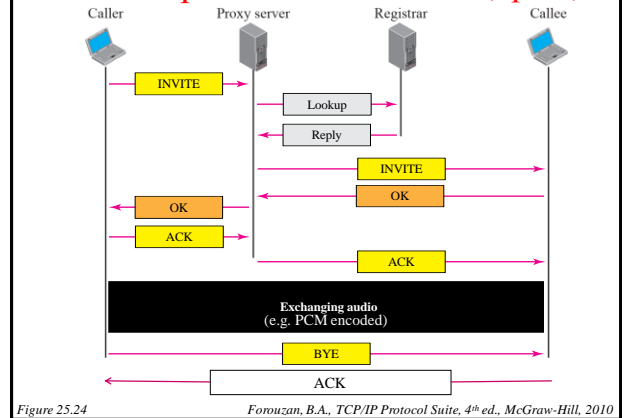 Caller Proxy server Registrar Callee
INVITE
Lookup
Reply
INVITE
OK
OK
ACK
ACK
Exchanging audio
(e.g. PCM encoded)
BYE
ACK
Figure 25.24 Forouzan, B.A., TCP/IP Protocol Suite, 4th ed., McGraw-Hill, 2010